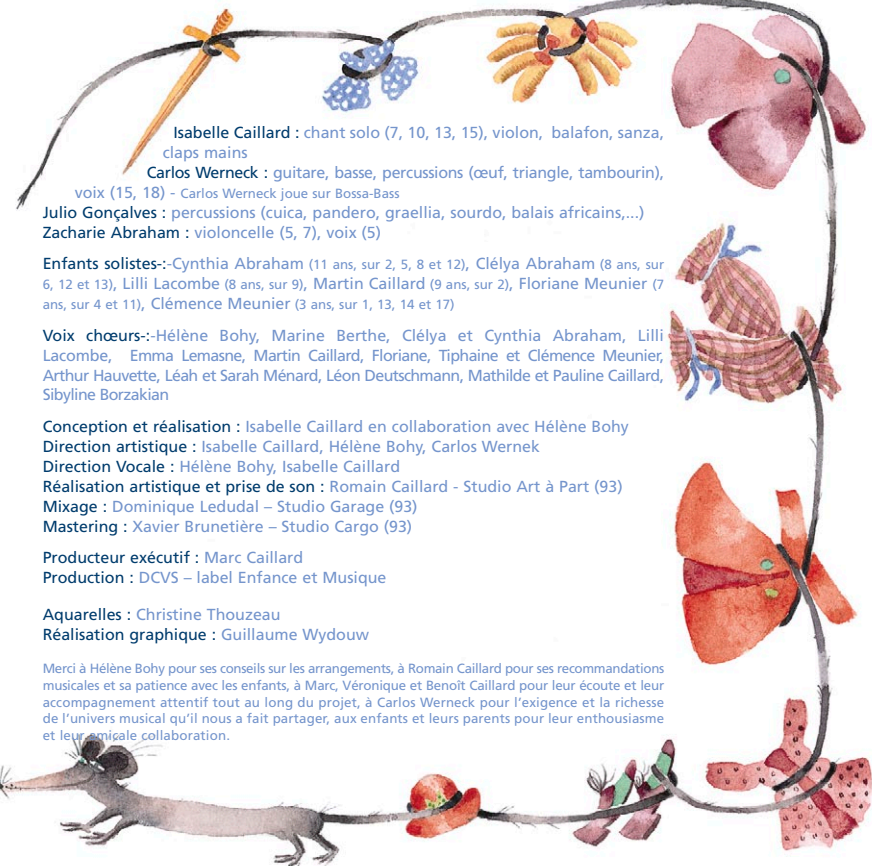 Isabelle Caillard : chant solo (7, 10, 13, 15), violon, balafon, sanza,
claps mains
Carlos Werneck : guitare, basse, percussions (œuf, triangle, tambourin),
voix (15, 18) - Carlos Werneck joue sur Bossa-Bass
Julio Gonçalves : percussions (cuica, pandero, graellia, sourdo, balais africains,...)
Zacharie Abraham : violoncelle (5, 7), voix (5)
Enfants solistes-:-Cynthia Abraham (11 ans, sur 2, 5, 8 et 12), Clélya Abraham (8 ans, sur
6, 12 et 13), Lilli Lacombe (8 ans, sur 9), Martin Caillard (9 ans, sur 2), Floriane Meunier (7
ans, sur 4 et 11), Clémence Meunier (3 ans, sur 1, 13, 14 et 17)
Voix chœurs-:-Hélène Bohy, Marine Berthe, Clélya et Cynthia Abraham, Lilli
Lacombe, Emma Lemasne, Martin Caillard, Floriane, Tiphaine et Clémence Meunier,
Arthur Hauvette, Léah et Sarah Ménard, Léon Deutschmann, Mathilde et Pauline Caillard,
Sibyline Borzakian
Conception et réalisation : Isabelle Caillard en collaboration avec Hélène Bohy
Direction artistique : Isabelle Caillard, Hélène Bohy, Carlos Wernek
Direction Vocale : Hélène Bohy, Isabelle Caillard
Réalisation artistique et prise de son : Romain Caillard - Studio Art à Part (93)
Mixage : Dominique Ledudal – Studio Garage (93)
Mastering : Xavier Brunetière – Studio Cargo (93)
Producteur exécutif : Marc Caillard
Production : DCVS – label Enfance et Musique
Aquarelles : Christine Thouzeau
Réalisation graphique : Guillaume Wydouw
Merci à Hélène Bohy pour ses conseils sur les arrangements, à Romain Caillard pour ses recommandations
musicales et sa patience avec les enfants, à Marc, Véronique et Benoît Caillard pour leur écoute et leur
accompagnement attentif tout au long du projet, à Carlos Werneck pour l'exigence et la richesse
de l'univers musical qu'il nous a fait partager, aux enfants et leurs parents pour leur enthousiasme
et leur amicale collaboration.